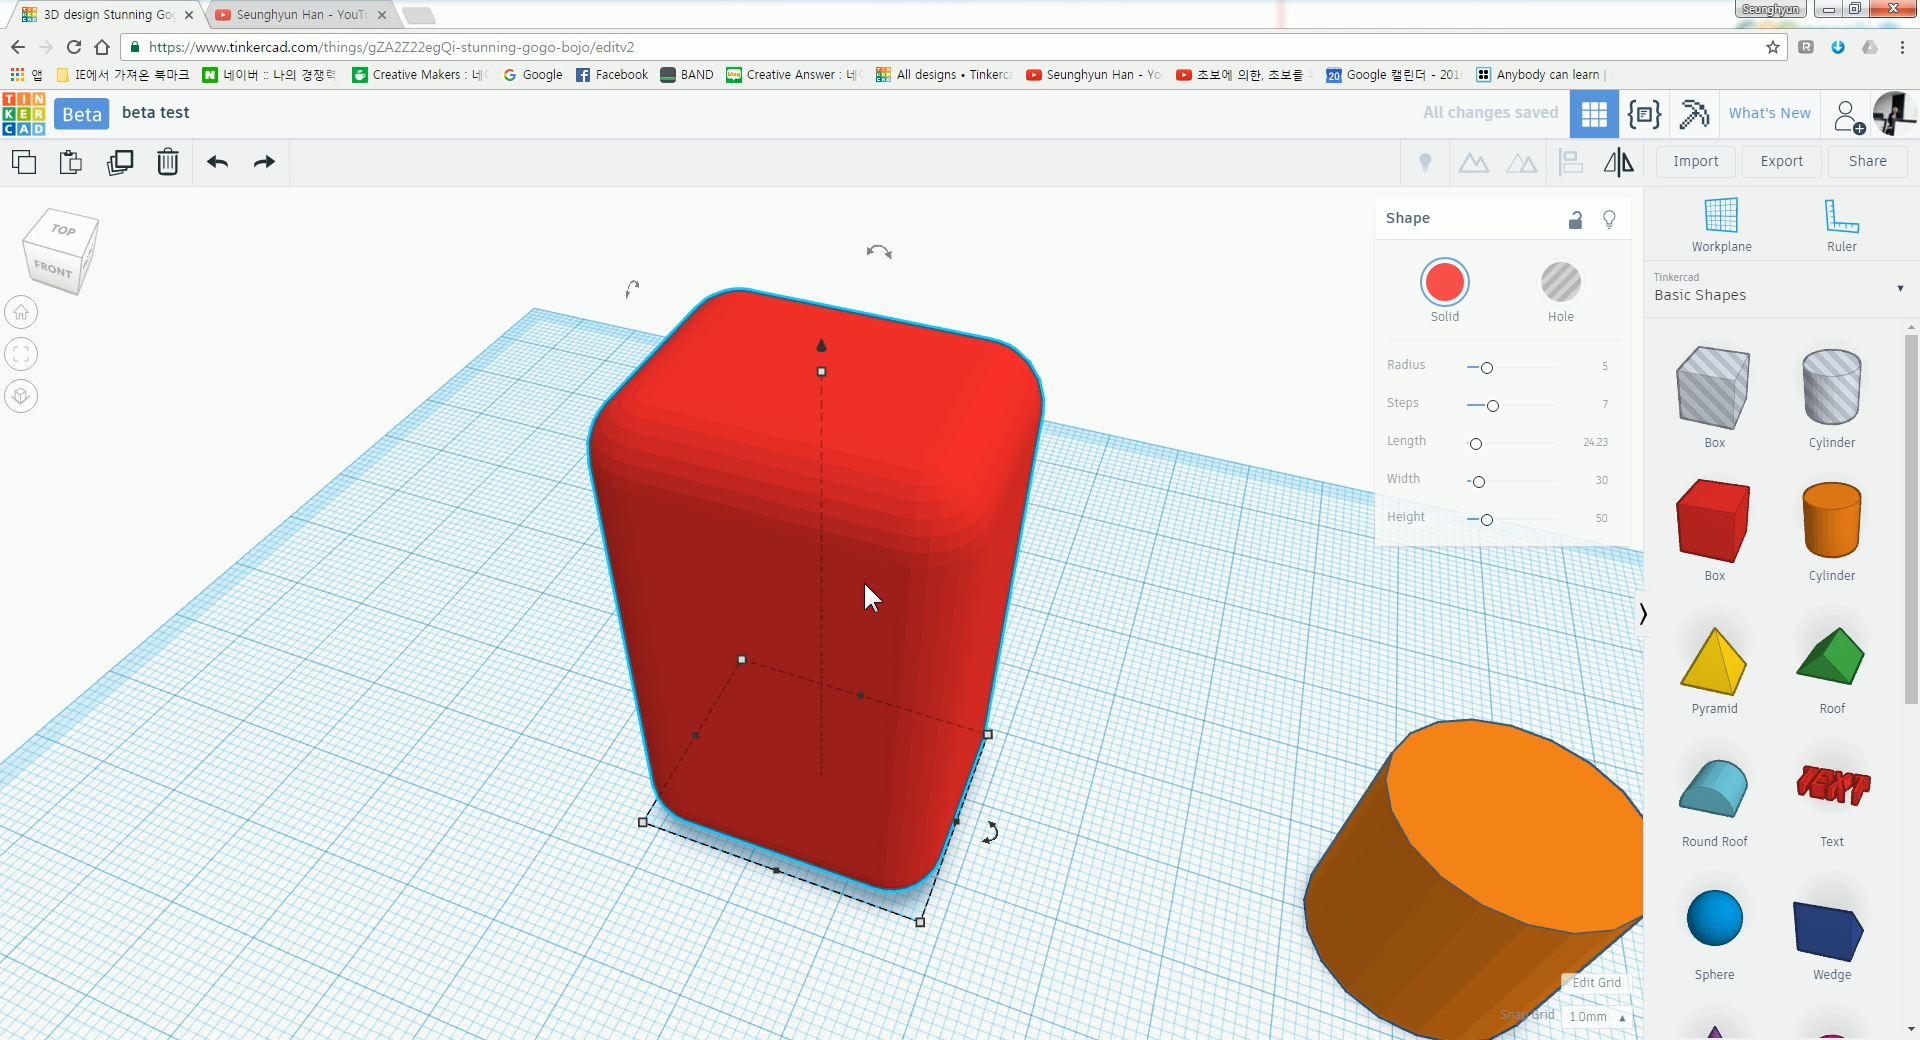 3D design Stunning Go
Seunghyun Han - YouT
Seunghyun
https://www.tinkercad.com/things/gZA2Z22egQi-stunning-gogo-bojo/editv2
앱 IE에서 가져온 북마크 네이버 :: 나의 경쟁력 Creative Makers : 네 Google Facebook BAND Creative Answer : 네 All designs • Tinkerc Seunghyun Han - Yo 초보에 의한, 초보를 Google 캘린더 - 201 Anybody can learn |
TINKERCAD
Beta
beta test
All changes saved
What's New
Import
Export
Share
TOP
FRONT
Shape
Solid
Hole
Radius 5
Steps 7
Length 24.23
Width 30
Height 50
Workplane
Ruler
Tinkercad
Basic Shapes
Box
Cylinder
Box
Cylinder
Pyramid
Roof
TEXT
Round Roof
Text
Sphere
Wedge
Edit Grid
Snap Grid 1.0mm